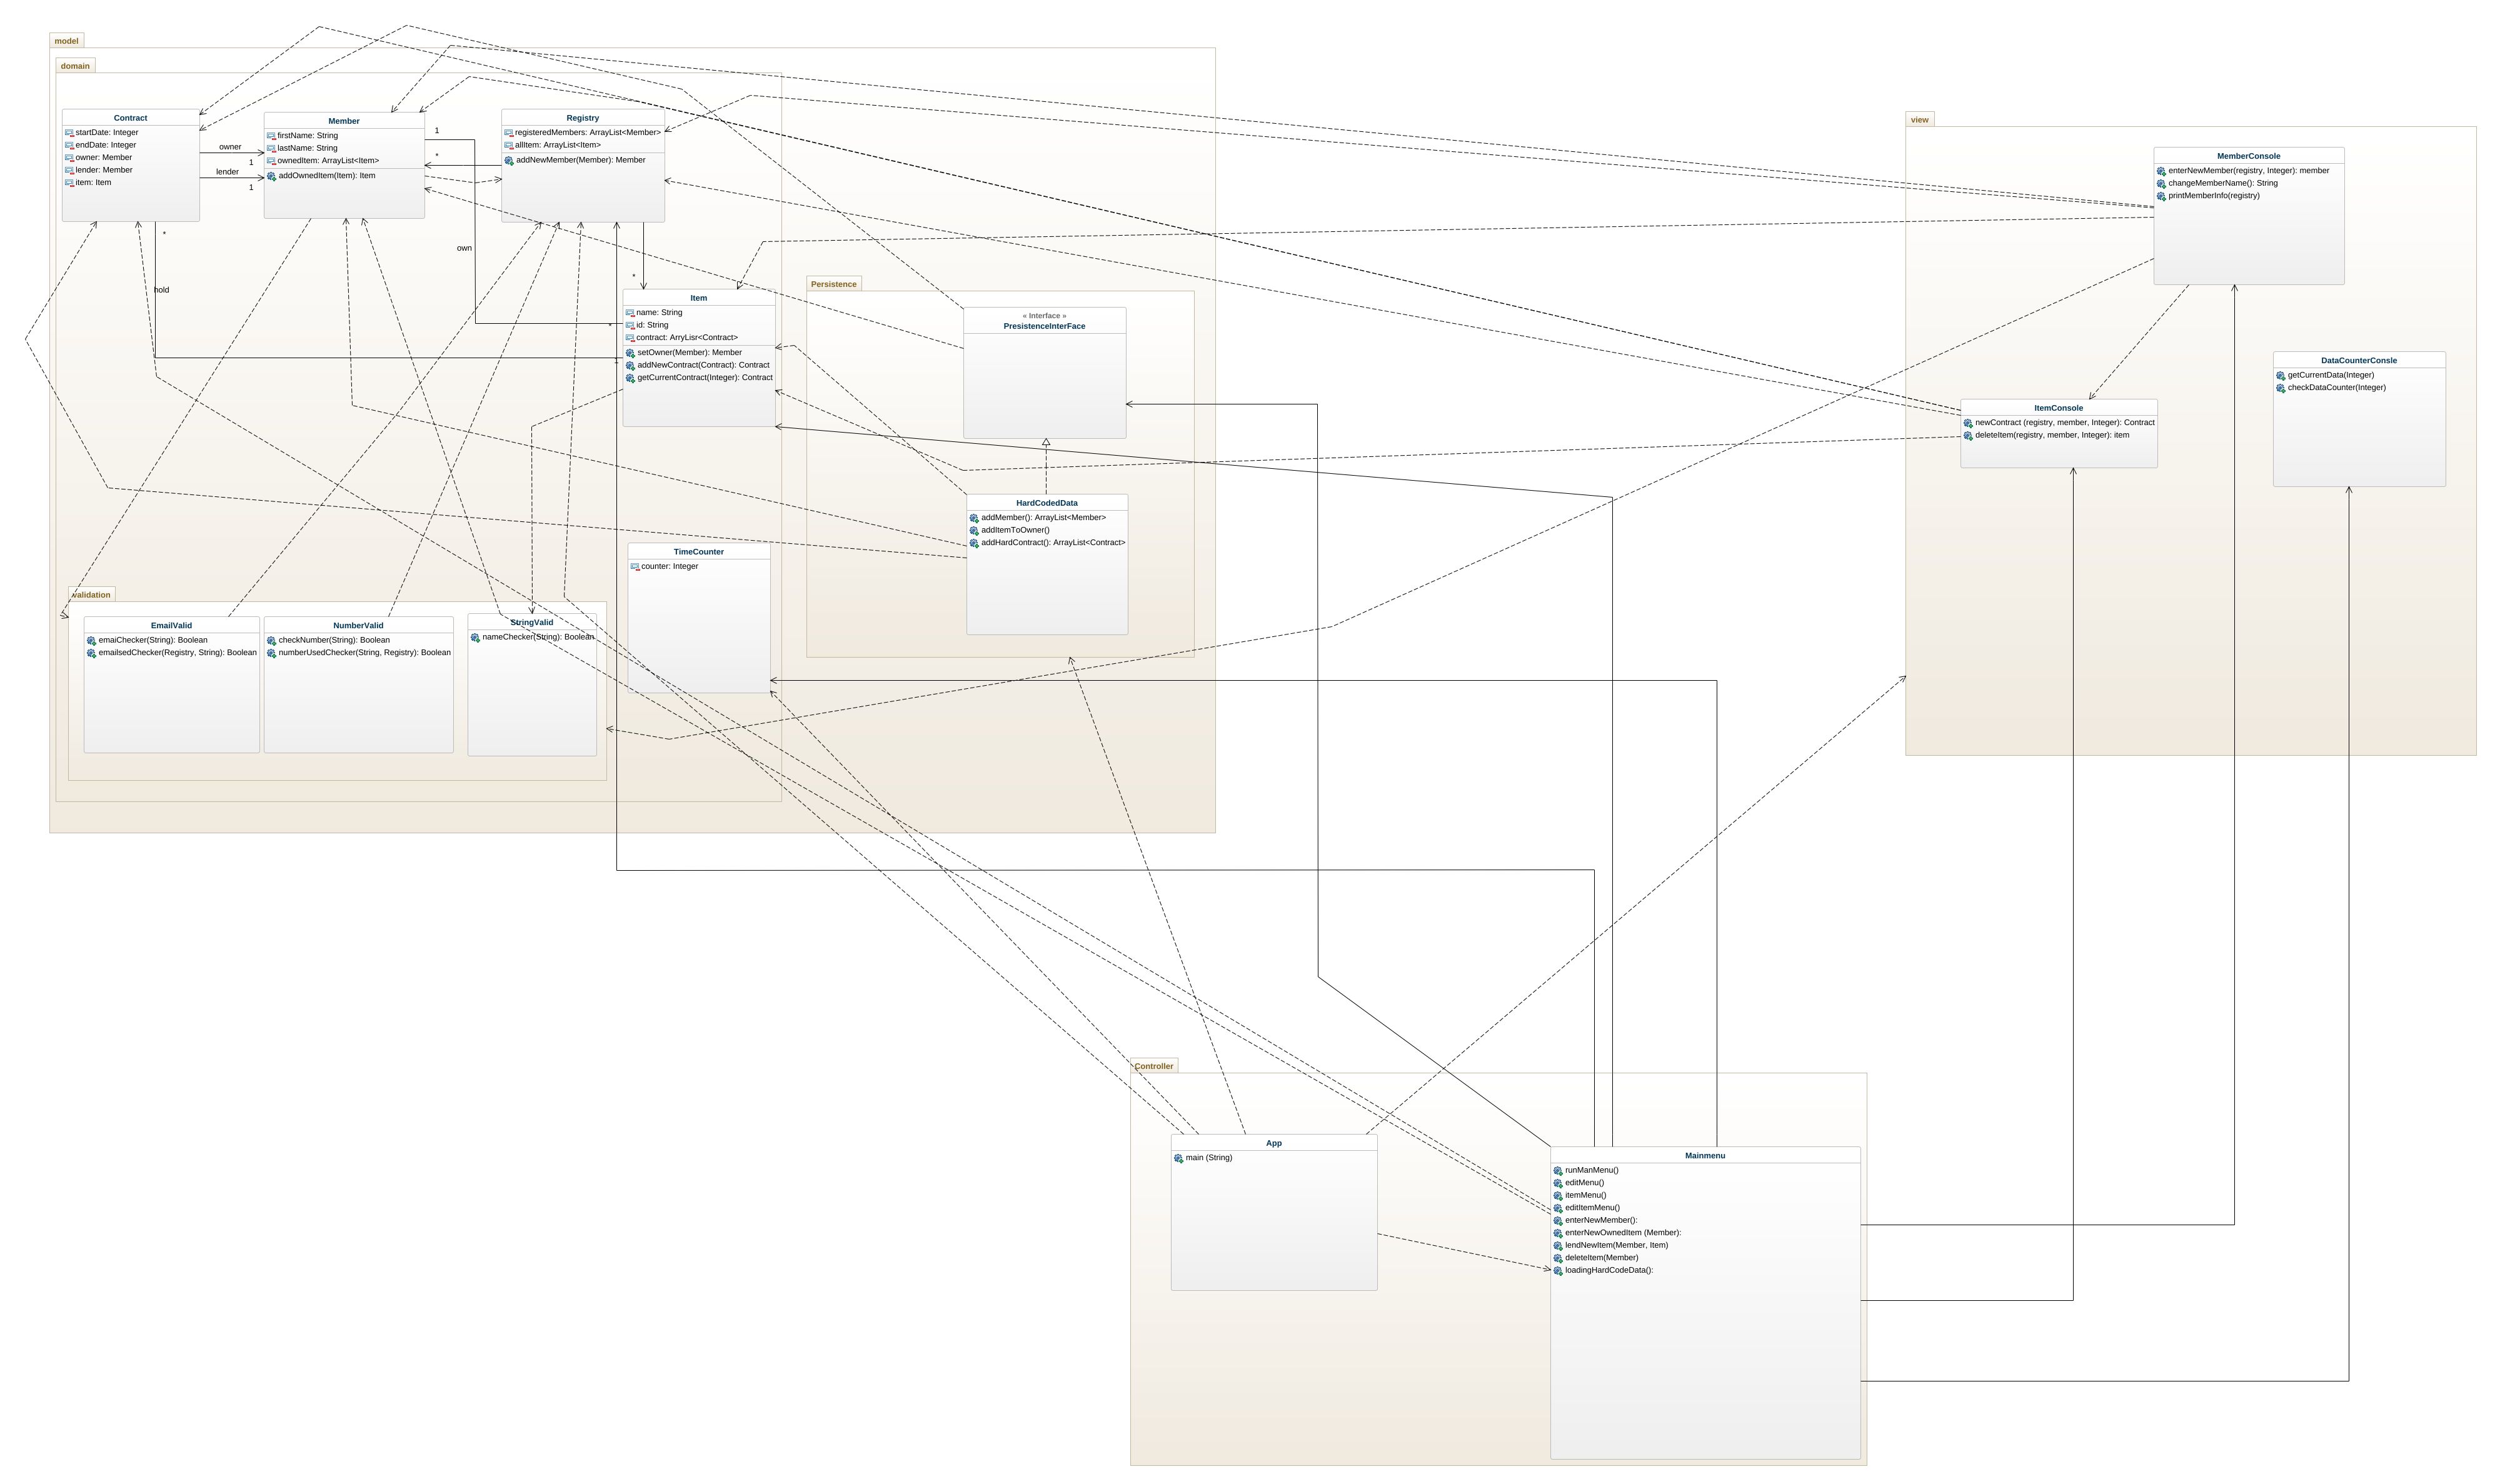 model
domain
Contract
startDate: Integer
endDate: Integer
owner: Member
lender: Member
item: Item
owner
1
lender
1
Member
firstName: String
lastName: String
ownedItem: ArrayList<Item>
addOwnedItem(Item): Item
1
*
Registry
registeredMembers: ArrayList<Member>
allItem: ArrayList<Item>
addNewMember(Member): Member
*
hold
own
*
*
*
Item
name: String
id: String
contract: ArryLisr<Contract>
setOwner(Member): Member
addNewContract(Contract): Contract
getCurrentContract(Integer): Contract
Persistence
« Interface »
PresistenceInterFace
HardCodedData
addMember(): ArrayList<Member>
addItemToOwner()
addHardContract(): ArrayList<Contract>
TimeCounter
counter: Integer
validation
EmailValid
emaiChecker(String): Boolean
emailsedChecker(Registry, String): Boolean
NumberValid
checkNumber(String): Boolean
numberUsedChecker(String, Registry): Boolean
StringValid
nameChecker(String): Boolean
view
MemberConsole
enterNewMember(registry, Integer): member
changeMemberName(): String
printMemberInfo(registry)
DataCounterConsle
getCurrentData(Integer)
checkDataCounter(Integer)
ItemConsole
newContract (registry, member, Integer): Contract
deleteItem(registry, member, Integer): item
Controller
App
main (String)
Mainmenu
runManMenu()
editMenu()
itemMenu()
editItemMenu()
enterNewMember():
enterNewOwnedItem (Member):
lendNewItem(Member, Item)
deleteItem(Member)
loadingHardCodeData():